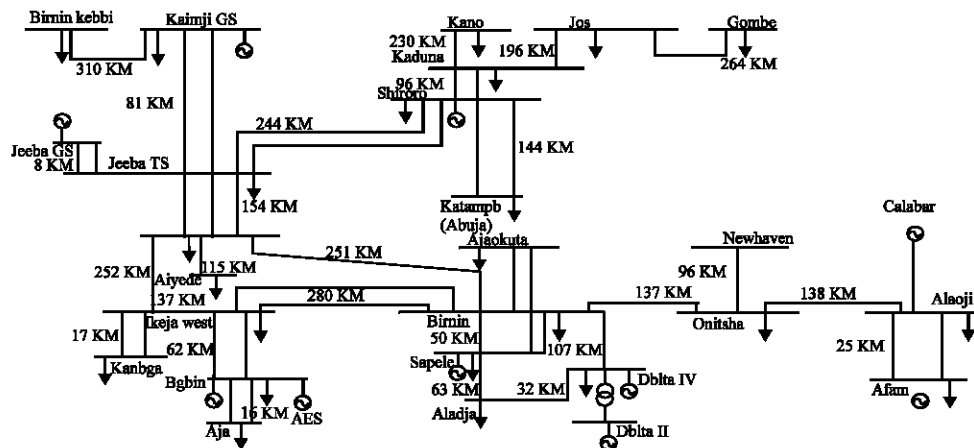 Birnin kebbi
Kaimji GS
Kano
Jos
Gombe
310 KM
230 KM
Kaduna
196 KM
264 KM
81 KM
96 KM
Shiroro
244 KM
144 KM
Jeeba GS
8 KM
Jeeba TS
154 KM
Katampb
(Abuja)
Calabar
Ajaokuta
Newhaven
252 KM
Aiyede
115 KM
251 KM
96 KM
137 KM
280 KM
137 KM
138 KM
Alaoji
Ikeja west
Birnin
Onitsha
17 KM
62 KM
50 KM
107 KM
25 KM
Kanbga
Sapele
Bgbin
63 KM
32 KM
Dblta IV
Afam
16 KM
AES
Aladja
Aja
Dblta II